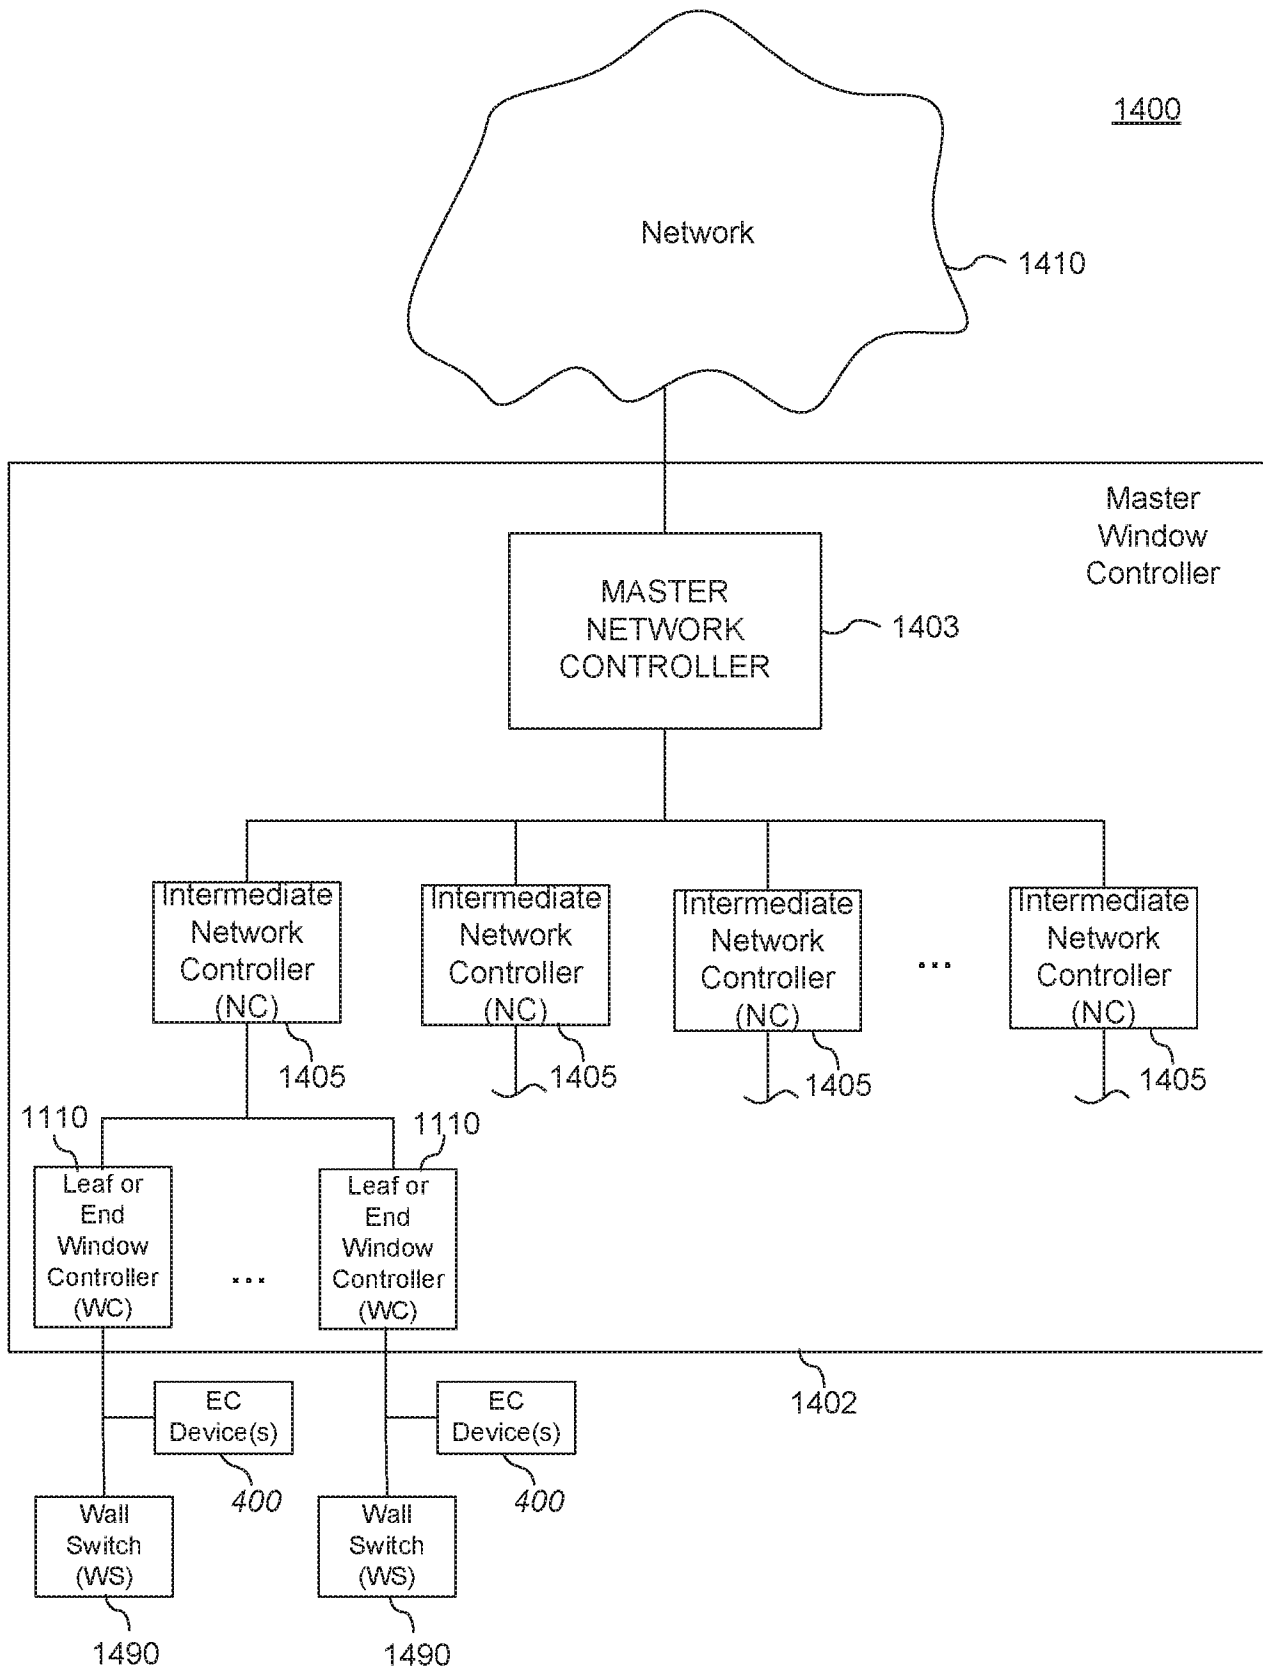 1400
Network
1410
Master
Window
Controller
MASTER
NETWORK
CONTROLLER
1403
Intermediate
Network
Controller
(NC)
1405
Intermediate
Network
Controller
(NC)
1405
Intermediate
Network
Controller
(NC)
1405
...
Intermediate
Network
Controller
(NC)
1405
1110
Leaf or
End
Window
Controller
(WC)
...
1110
Leaf or
End
Window
Controller
(WC)
1402
EC
Device(s)
400
EC
Device(s)
400
Wall
Switch
(WS)
1490
Wall
Switch
(WS)
1490